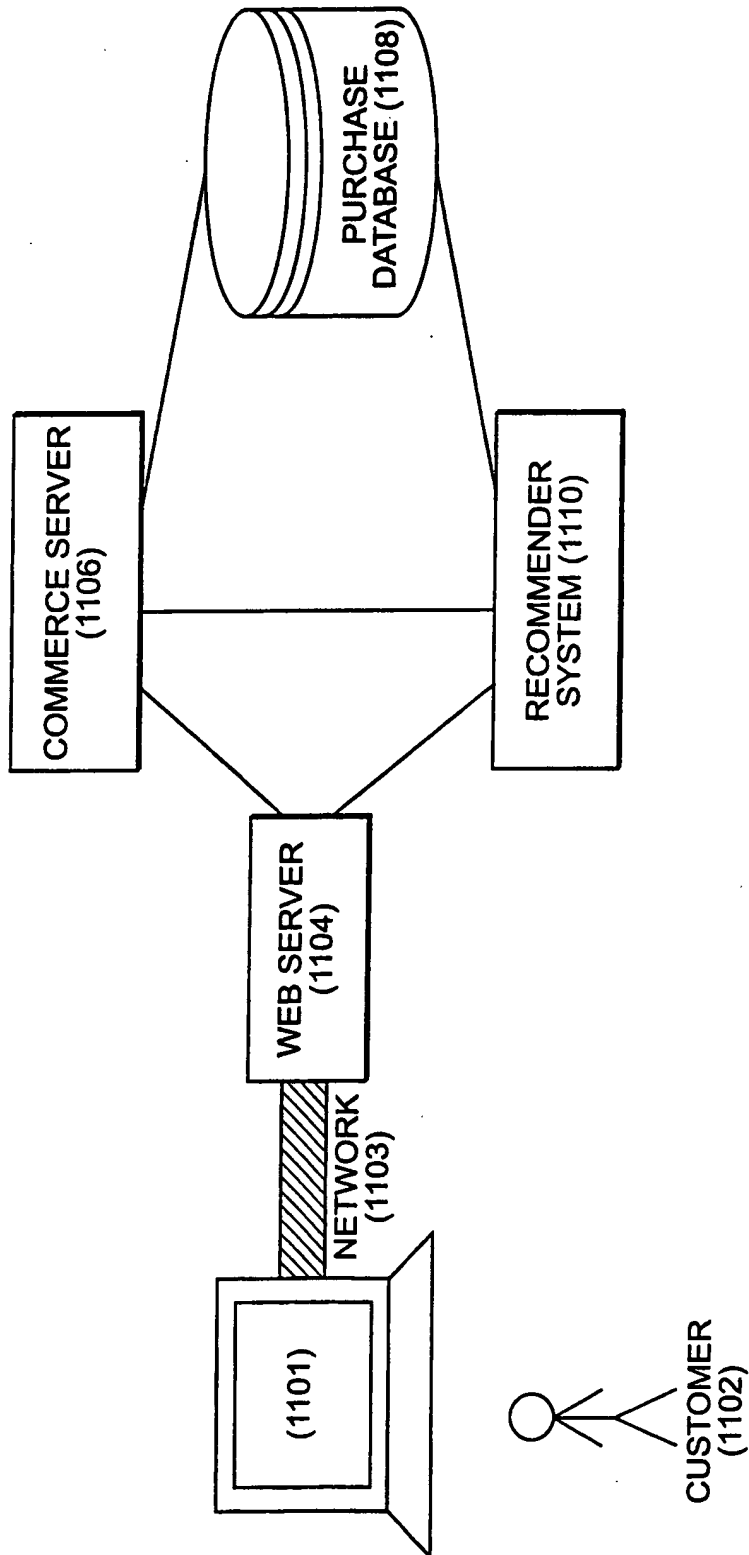 COMMERCE SERVER
(1106)
PURCHASE
DATABASE (1108)
WEB SERVER
(1104)
NETWORK
(1103)
(1101)
RECOMMENDER
SYSTEM (1110)
CUSTOMER
(1102)